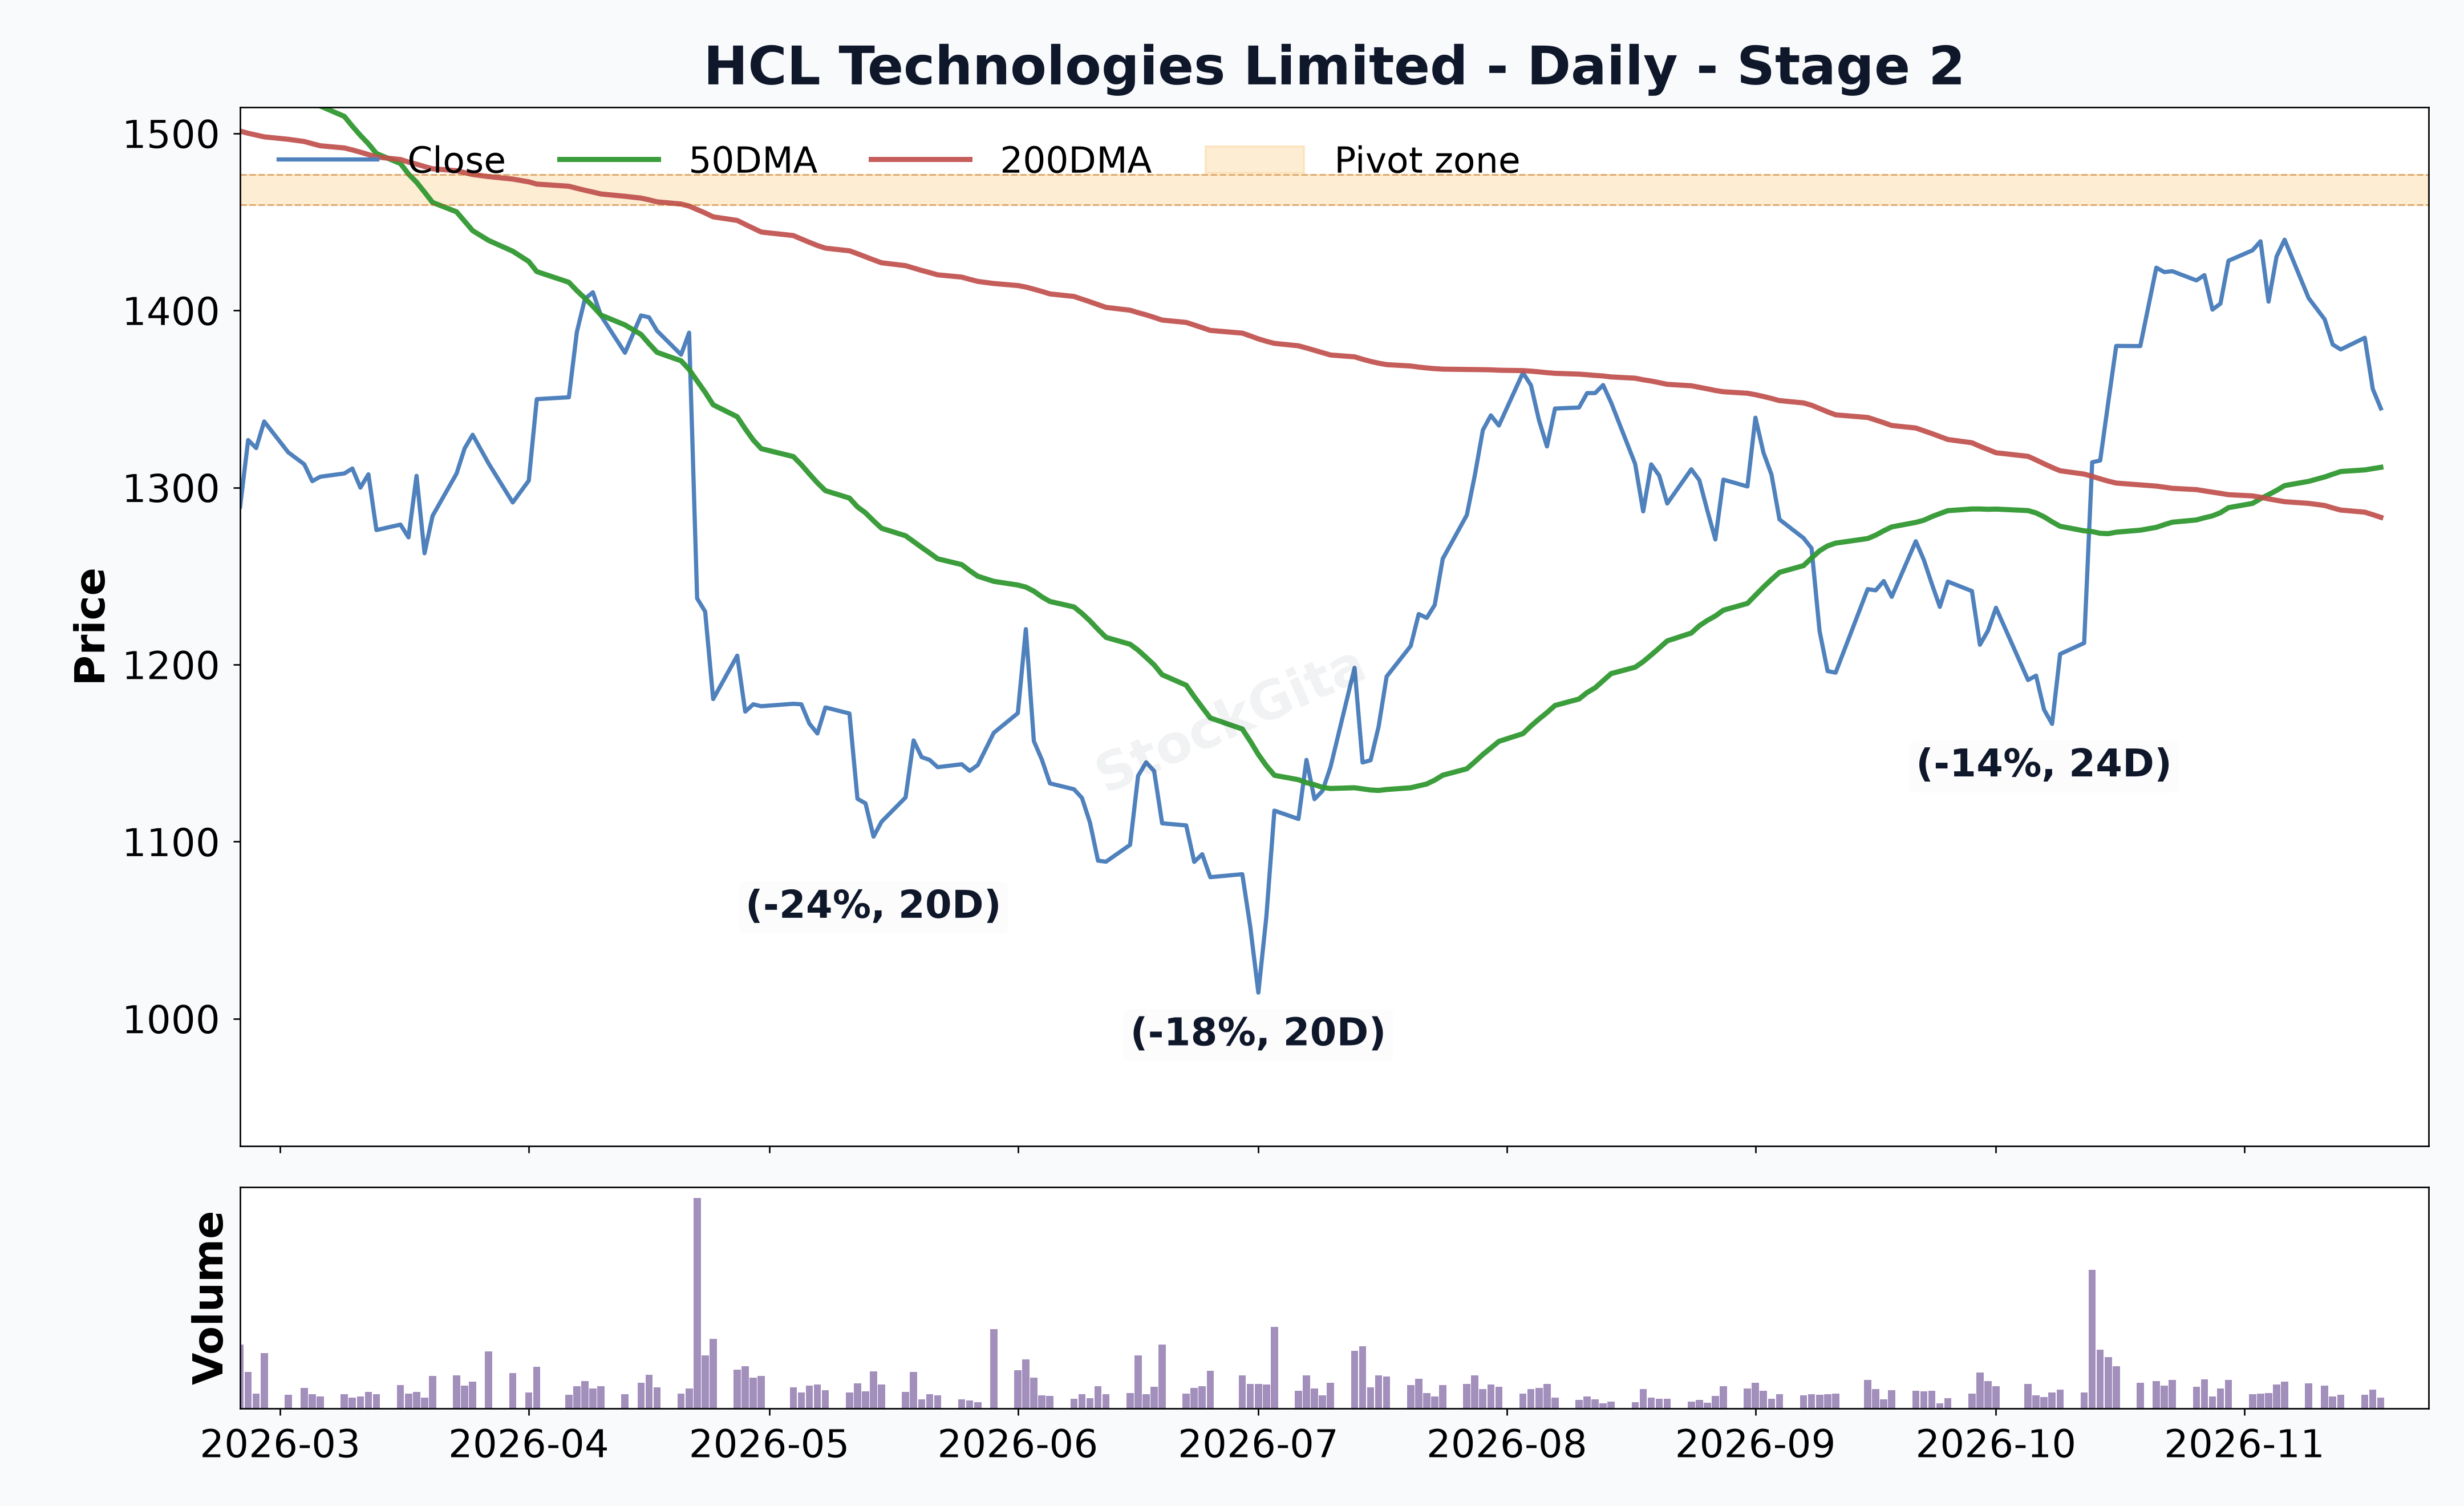 HCL Technologies Limited - Daily - Stage 2
Close
50DMA
200DMA
Pivot zone
1500
1400
1300
1200
1100
1000
Price
StockGita
(-24%, 20D)
(-18%, 20D)
(-14%, 24D)
Volume
2026-03
2026-04
2026-05
2026-06
2026-07
2026-08
2026-09
2026-10
2026-11